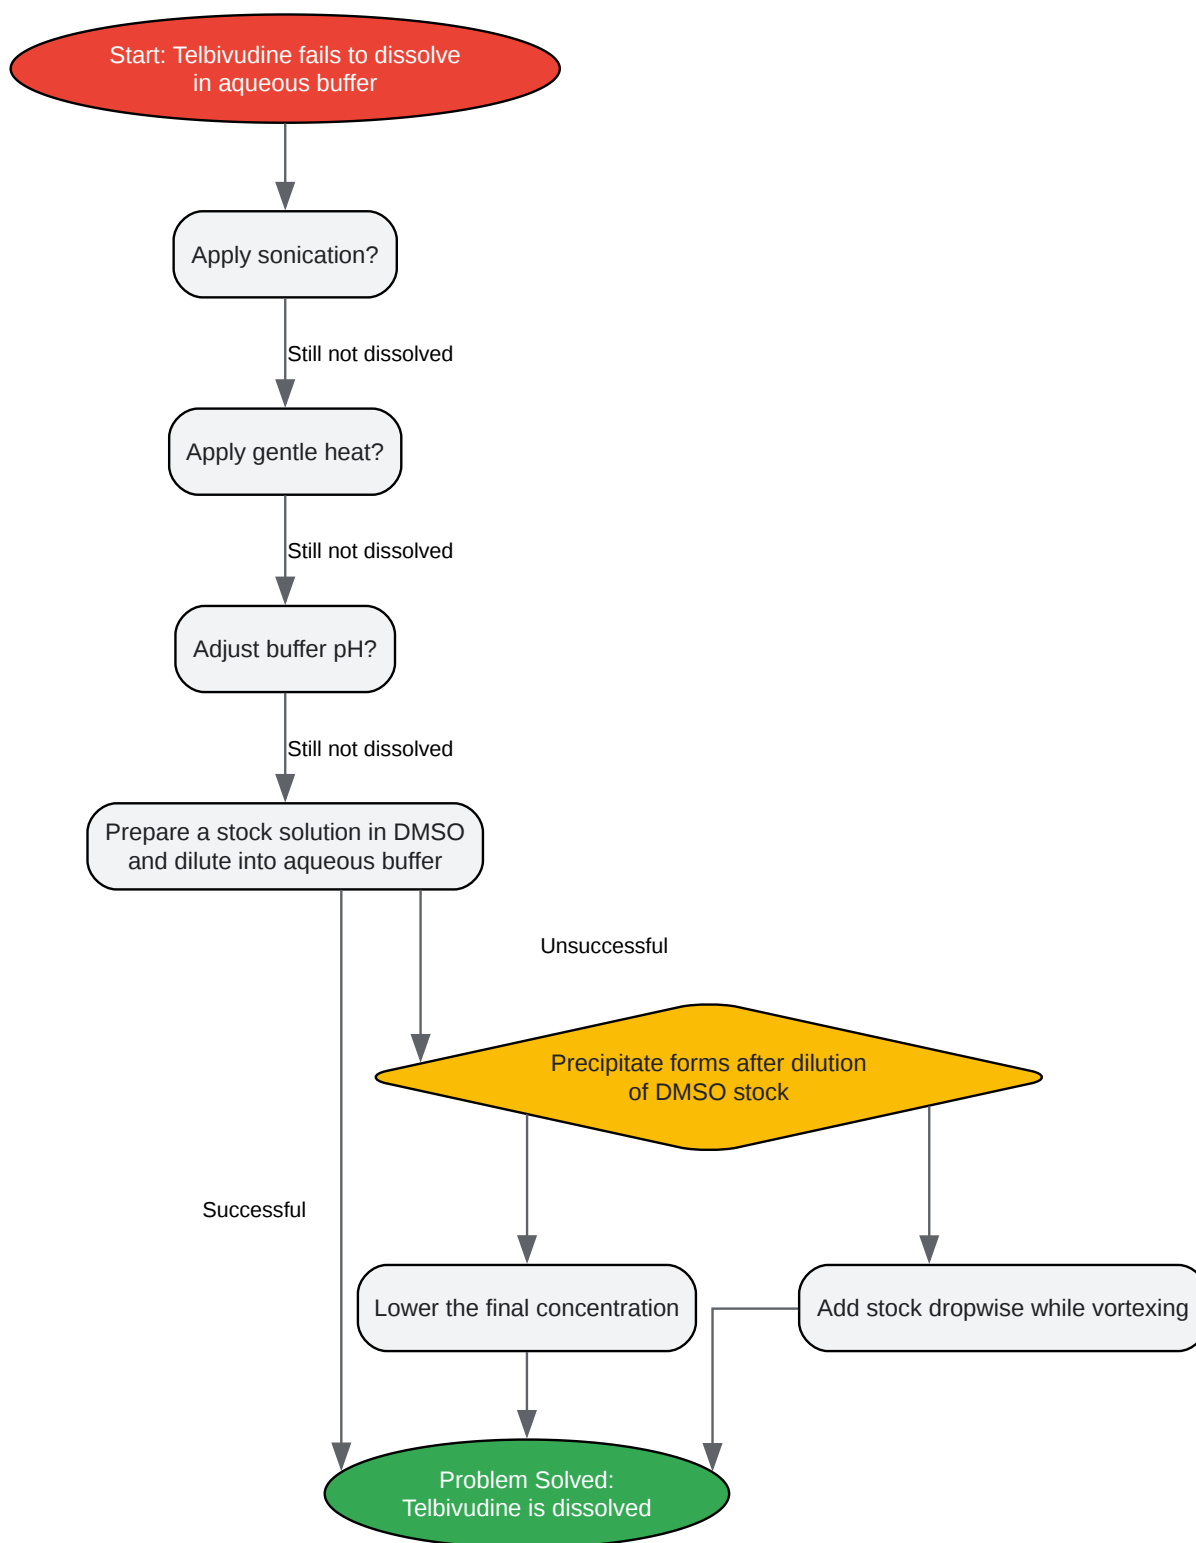 Start: Telbivudine fails to dissolve
in aqueous buffer
Apply sonication?
Still not dissolved
Apply gentle heat?
Still not dissolved
Adjust buffer pH?
Still not dissolved
Prepare a stock solution in DMSO
and dilute into aqueous buffer
Unsuccessful
Precipitate forms after dilution
of DMSO stock
Successful
Lower the final concentration
Add stock dropwise while vortexing
Problem Solved:
Telbivudine is dissolved